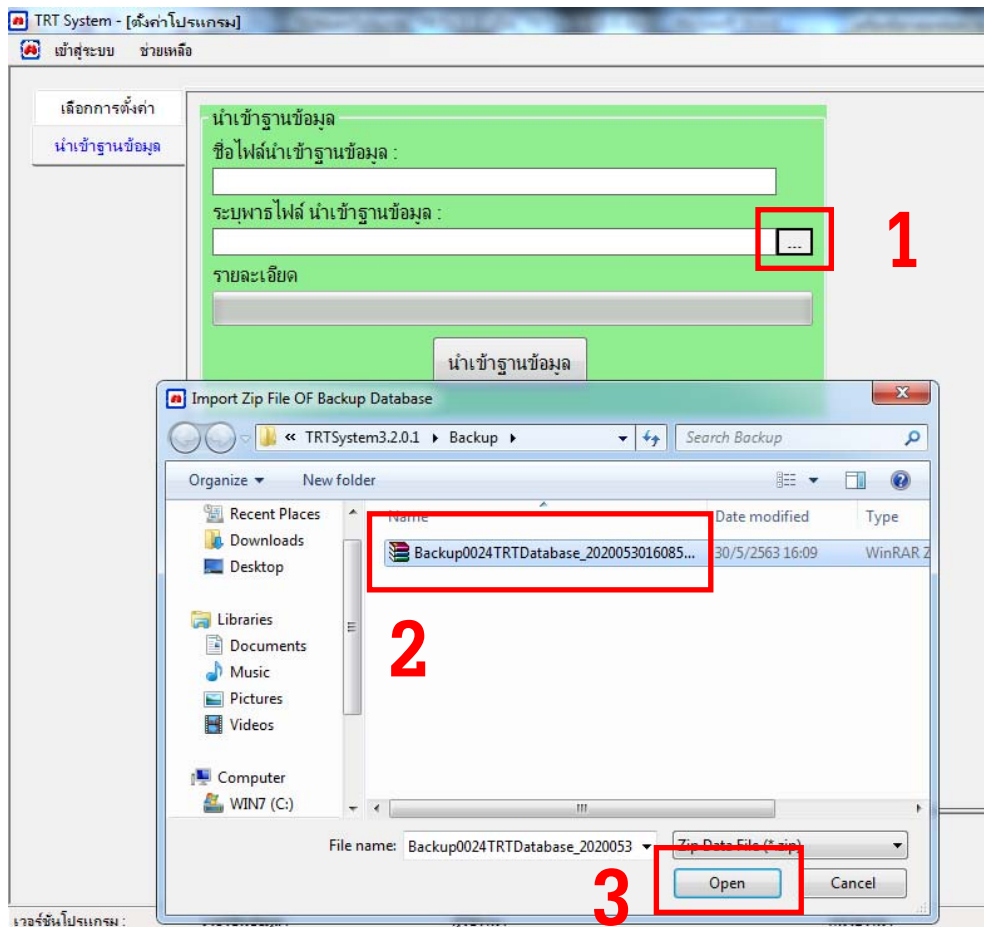 TRT System - [ตั้งค่าโปรแกรม]
เข้าสู่ระบบ ช่วยเหลือ
เลือกการตั้งค่า
นำเข้าฐานข้อมูล
นำเข้าฐานข้อมูล
ชื่อไฟล์นำเข้าฐานข้อมูล :
ระบุพาธไฟล์ นำเข้าฐานข้อมูล :
...
1
รายละเอียด
นำเข้าฐานข้อมูล
Import Zip File OF Backup Database
« TRTSystem3.2.0.1 Backup
Search Backup
Organize New folder
Name Date modified Type
Recent Places
Downloads
Desktop
Libraries
Documents
Music
Pictures
Videos
Computer
WIN7 (C:)
Backup0024TRTDatabase_2020053016085... 30/5/2563 16:09 WinRAR Z
2
File name: Backup0024TRTDatabase_2020053 Zip Data File (*.zip)
3
Open Cancel
เวอร์ชันโปรแกรม :